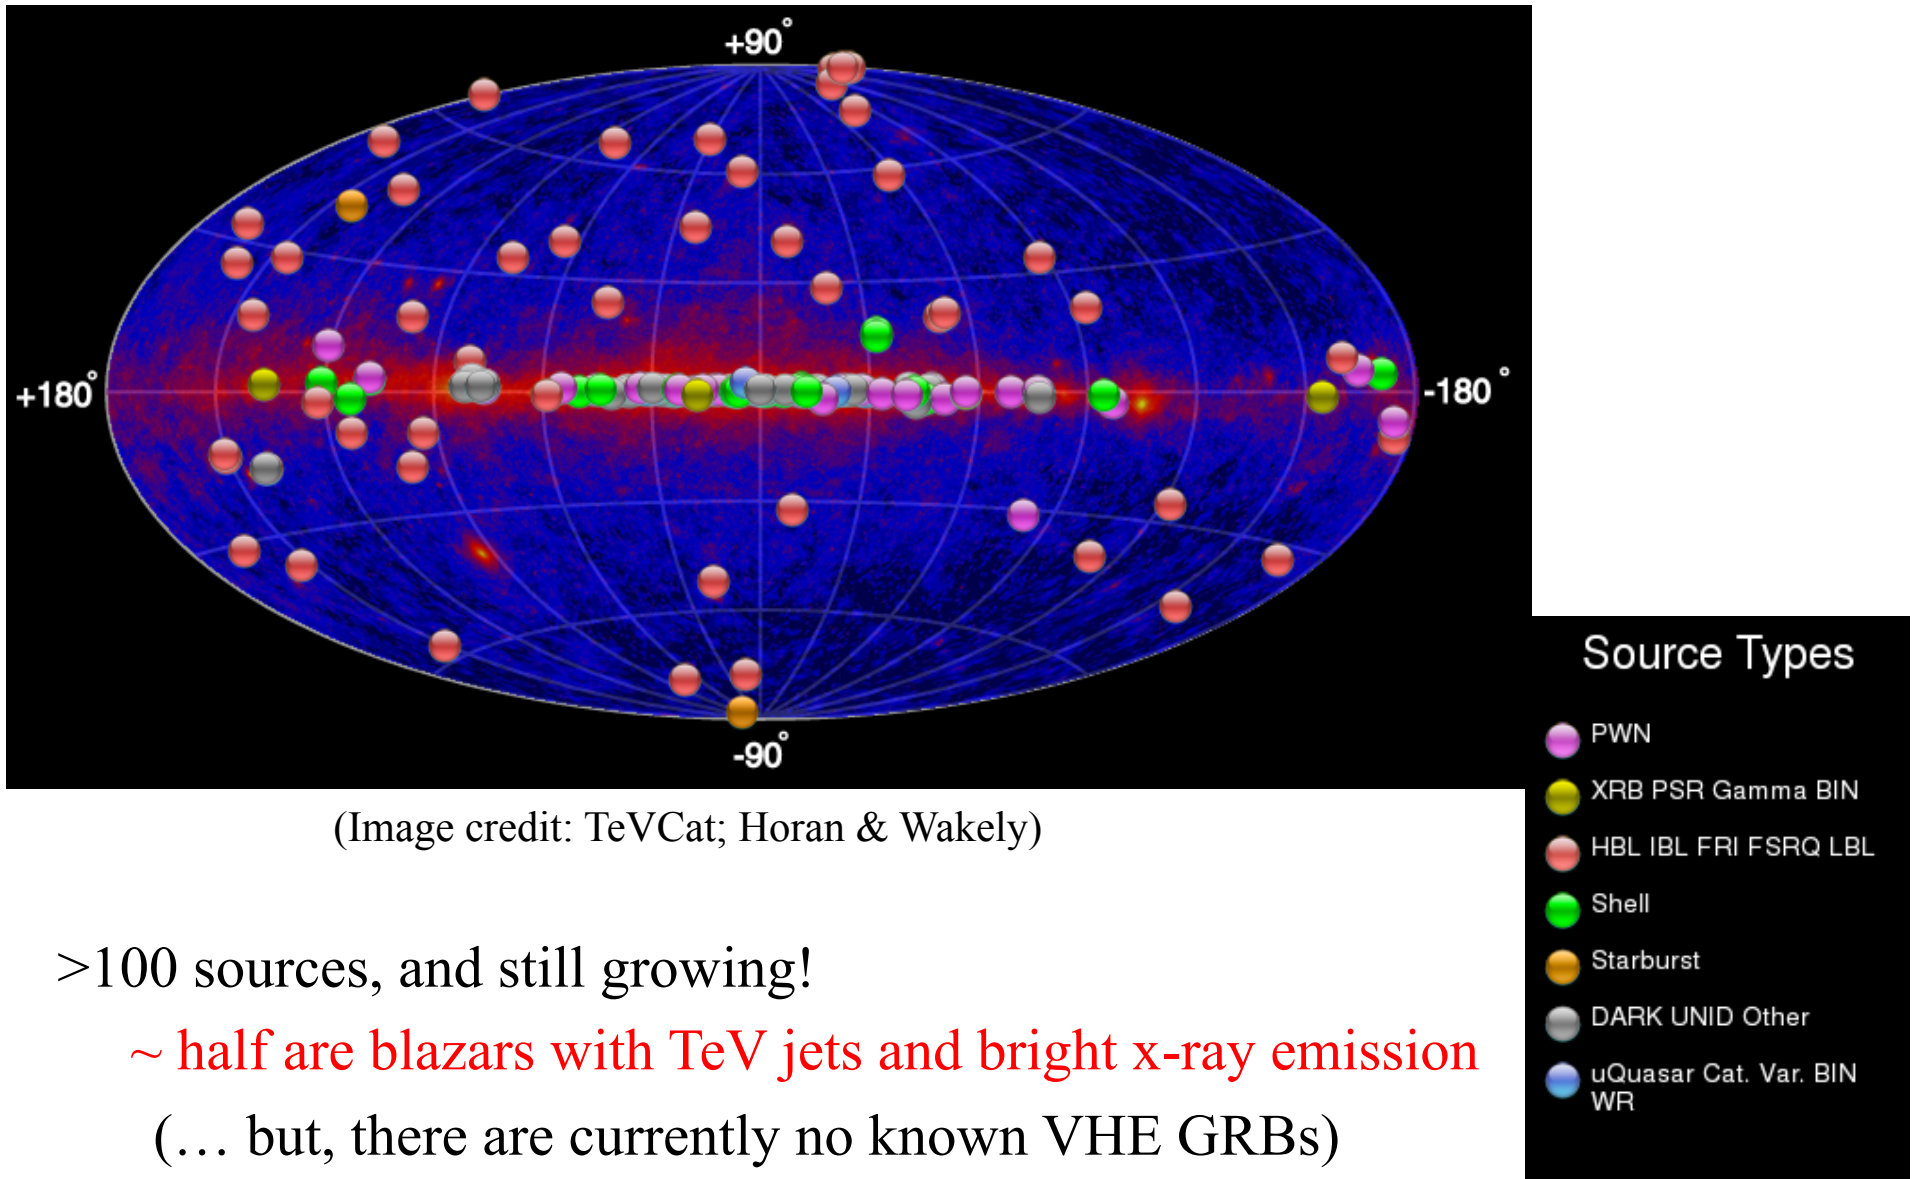 +90°
+180°
-180°
-90°
(Image credit: TeVCat; Horan & Wakely)
>100 sources, and still growing!
~ half are blazars with TeV jets and bright x-ray emission
(… but, there are currently no known VHE GRBs)
Source Types
PWN
XRB PSR Gamma BIN
HBL IBL FRI FSRQ LBL
Shell
Starburst
DARK UNID Other
uQuasar Cat. Var. BIN
WR